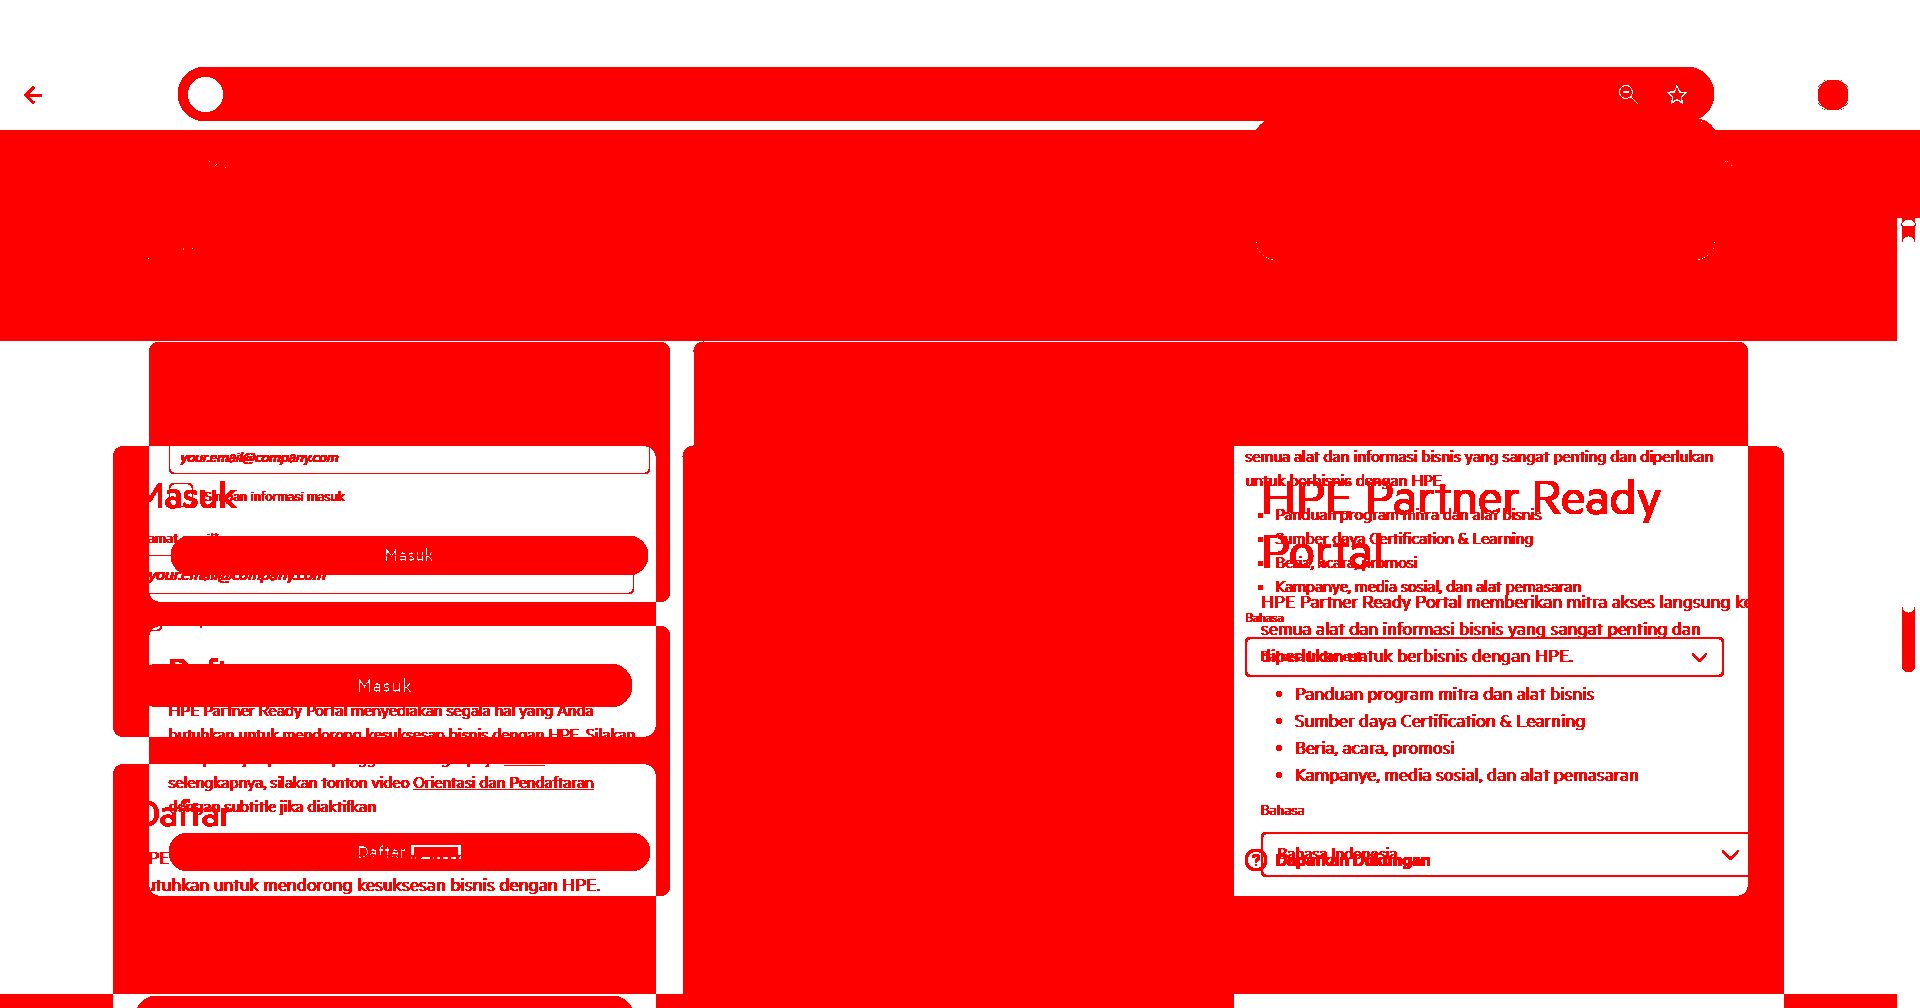 your.email@company.com
Simpan informasi masuk
Masuk
Masuk
your.email@company.com
Masuk
HPE Partner Ready Portal menyediakan segala hal yang Anda
butuhkan untuk mendorong kesuksesan bisnis dengan HPE. Silakan
selengkapnya, silakan tonton video Orientasi dan Pendaftaran
dengan subtitle jika diaktifkan
Daftar
Daftar
utuhkan untuk mendorong kesuksesan bisnis dengan HPE.
semua alat dan informasi bisnis yang sangat penting dan diperlukan
untuk berbisnis dengan HPE.
HPE Partner Ready
Portal
Panduan program mitra dan alat bisnis
Sumber daya Certification & Learning
Beria, acara, promosi
Kampanye, media sosial, dan alat pemasaran
HPE Partner Ready Portal memberikan mitra akses langsung ke
Bahasa
semua alat dan informasi bisnis yang sangat penting dan
diperlukan untuk berbisnis dengan HPE.
• Panduan program mitra dan alat bisnis
• Sumber daya Certification & Learning
• Beria, acara, promosi
• Kampanye, media sosial, dan alat pemasaran
Bahasa
Bahasa Indonesia
Dapatkan Dukungan